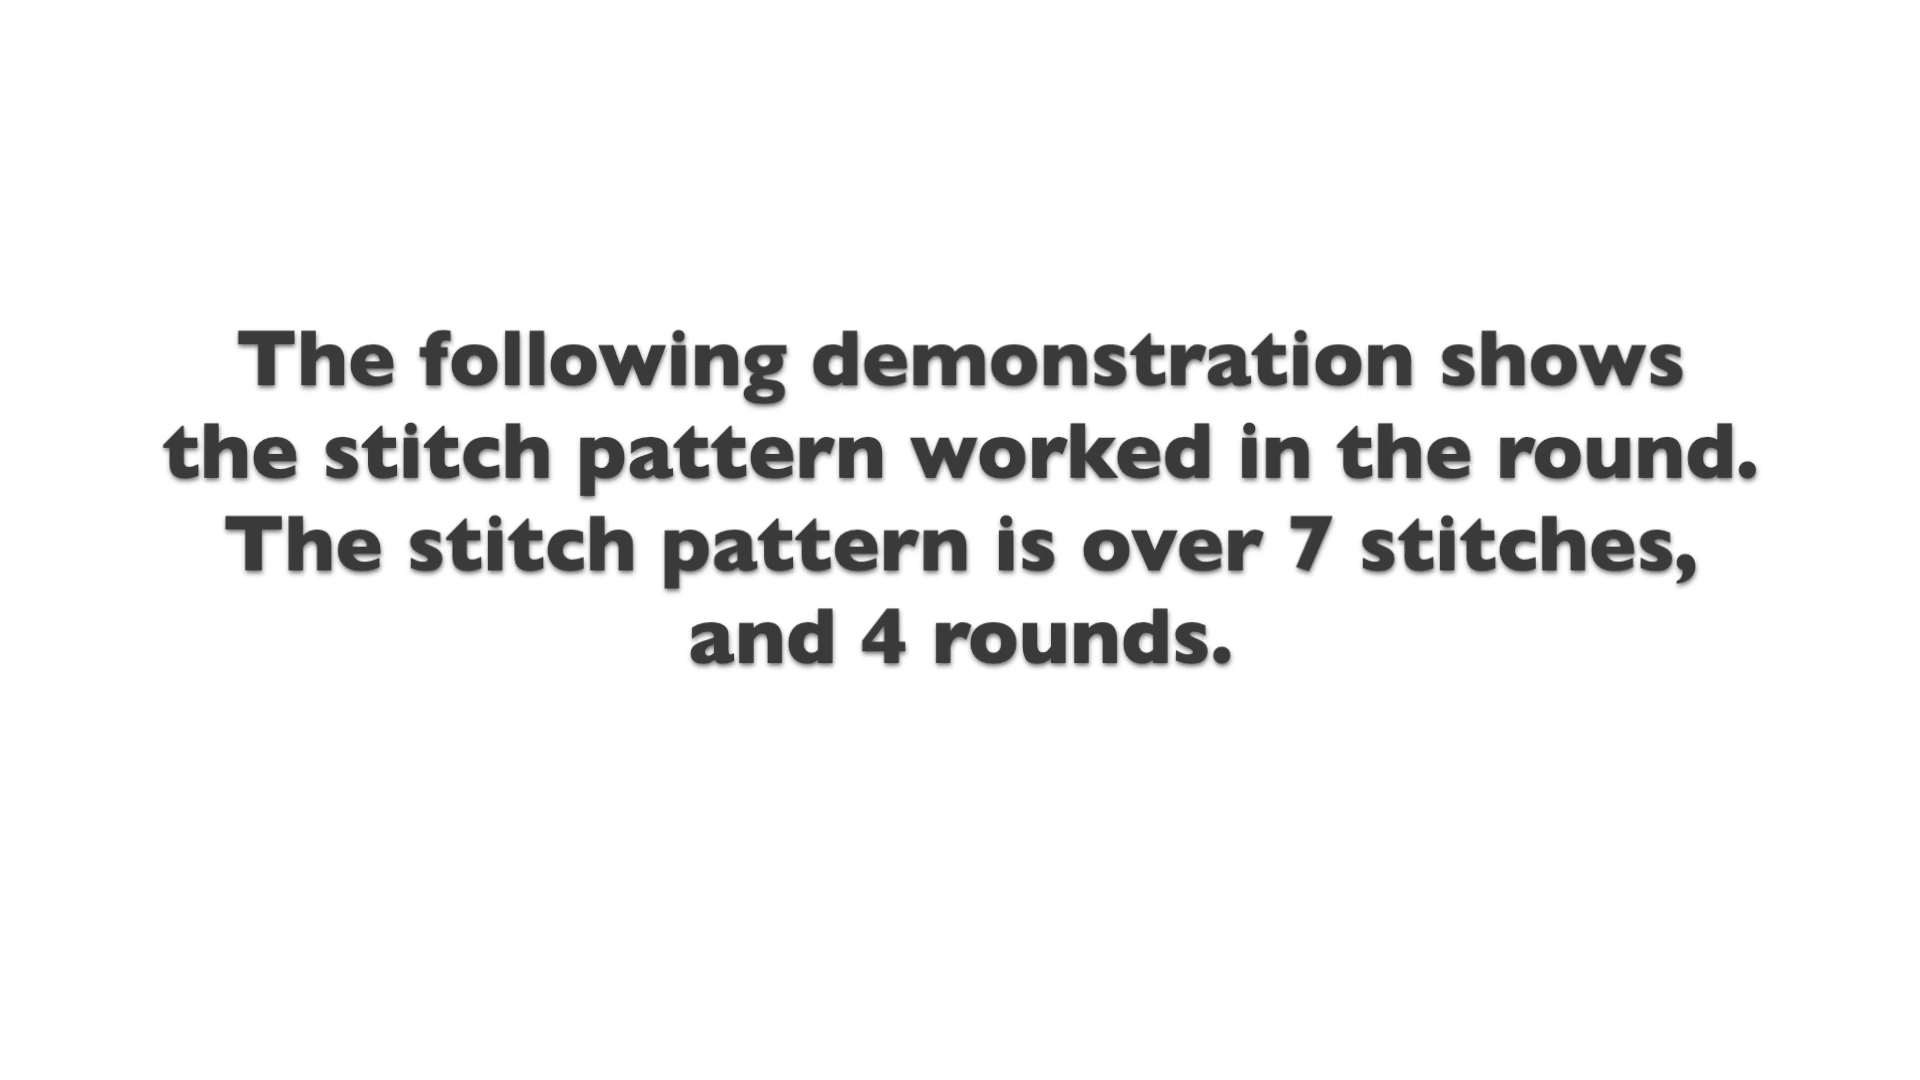 The following demonstration shows
the stitch pattern worked in the round.
The stitch pattern is over 7 stitches,
and 4 rounds.